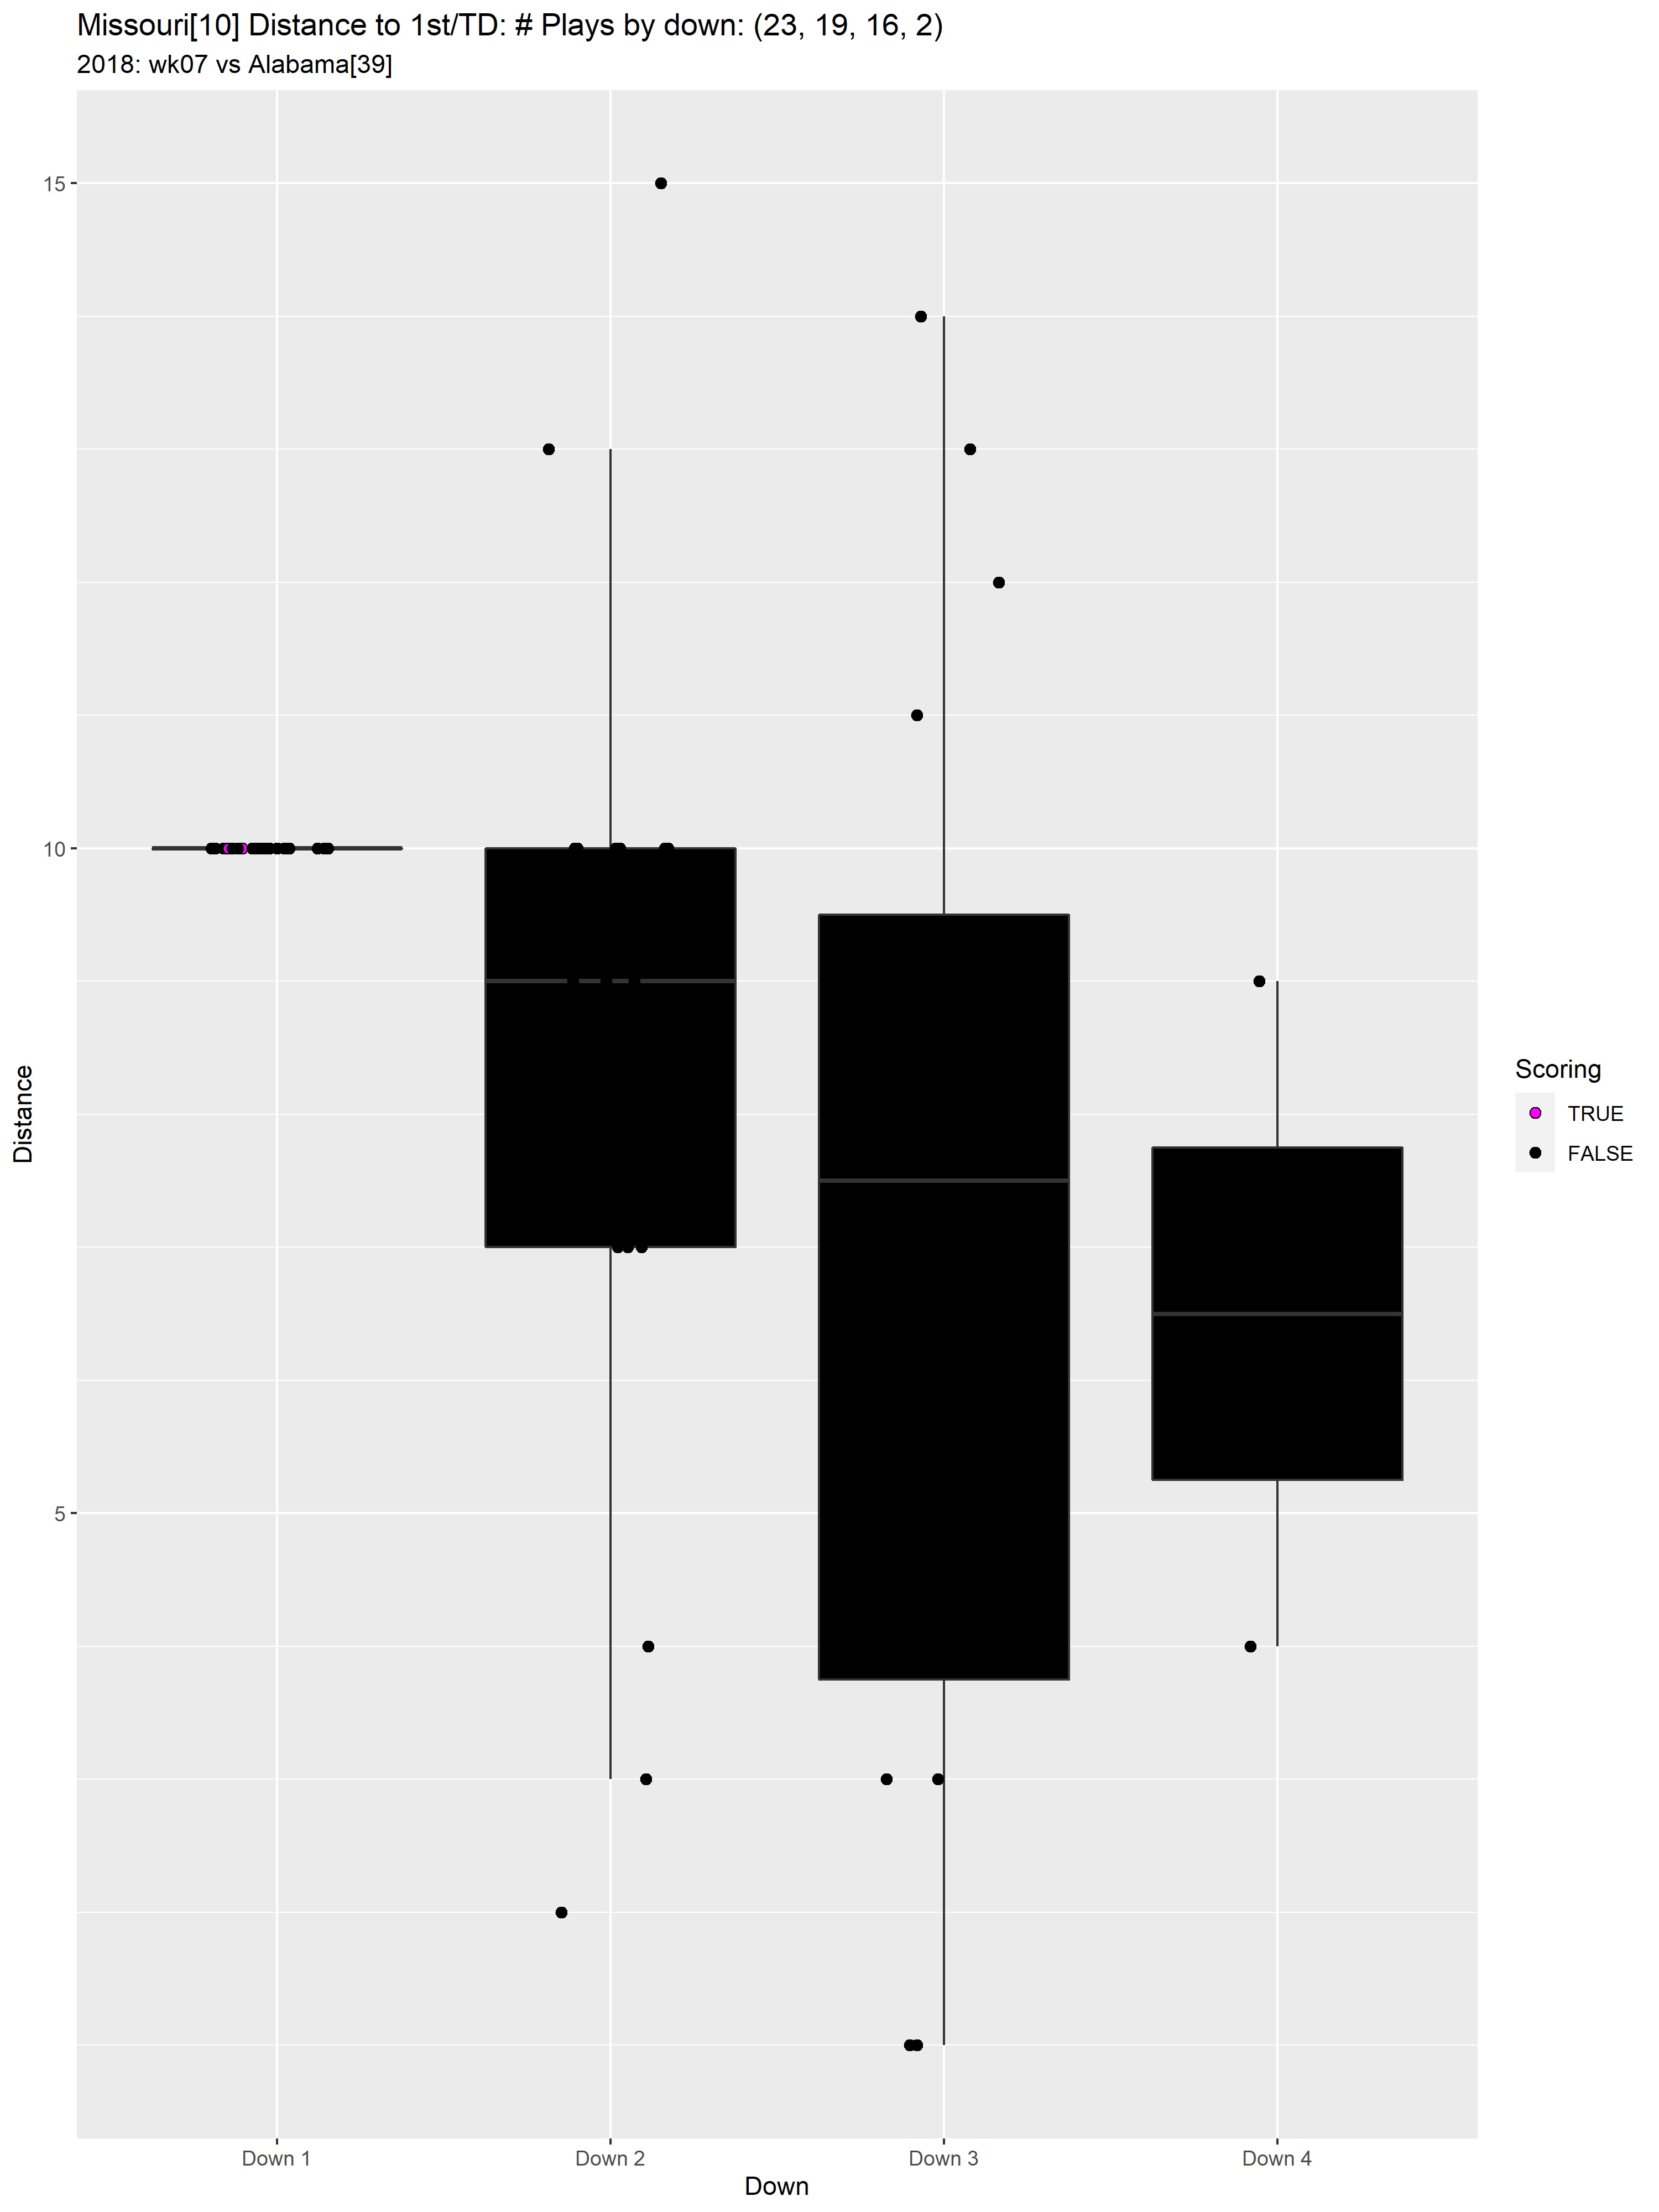 Missouri[10] Distance to 1st/TD: # Plays by down: (23, 19, 16, 2)
2018: wk07 vs Alabama[39]
15
10
5
Distance
Down 1
Down 2
Down 3
Down 4
Down
Scoring
TRUE
FALSE